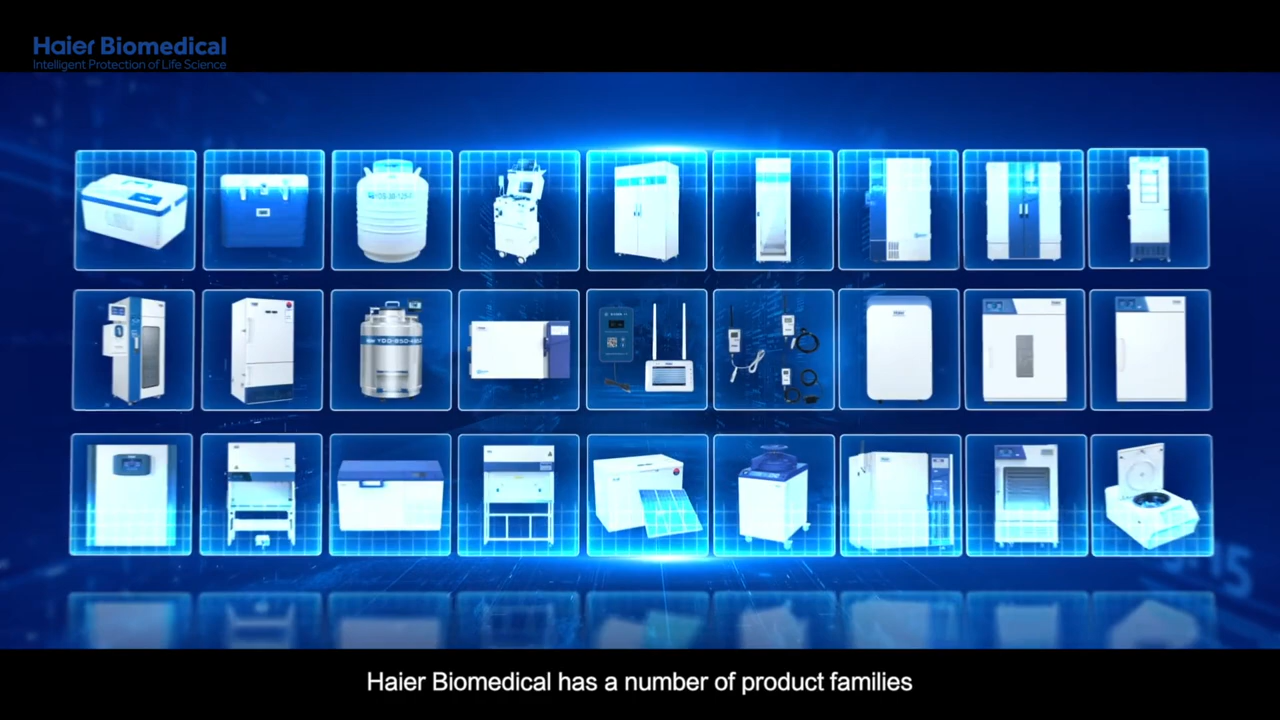 Haier Biomedical
Intelligent Protection of Life Science
Haier Biomedical has a number of product families